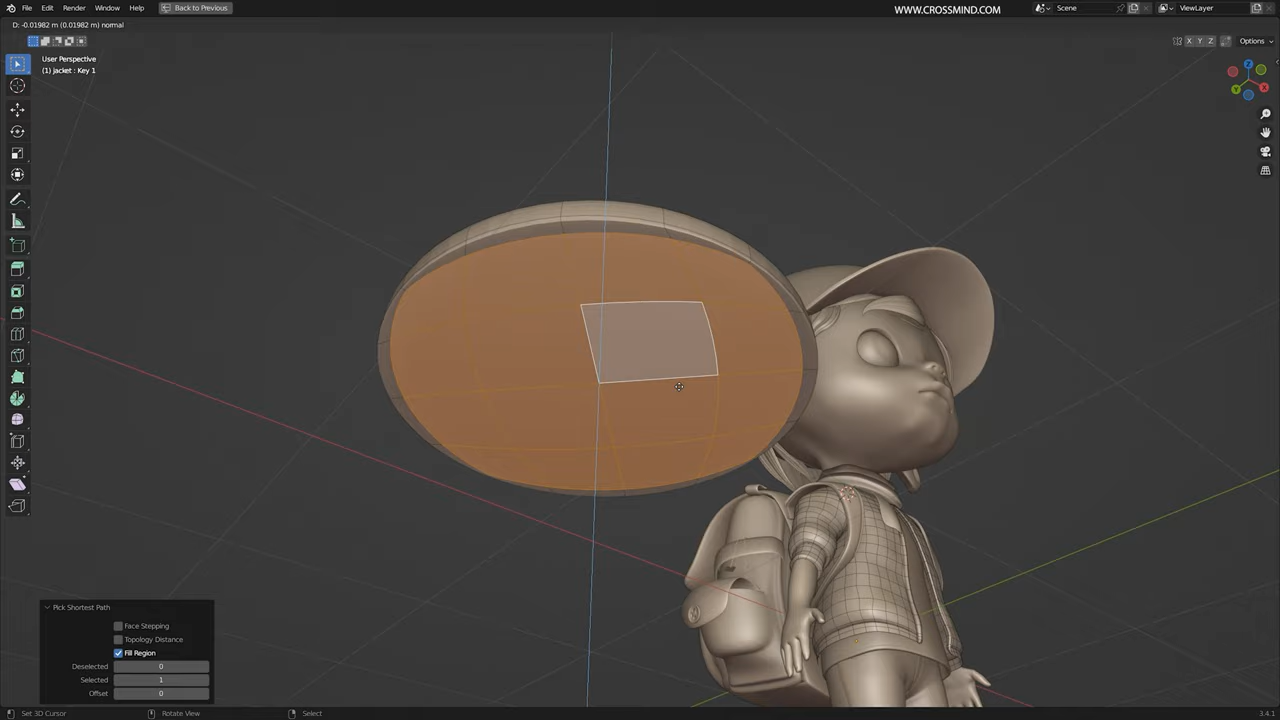 File Edit Render Window Help Back to Previous
WWW.CROSSMIND.COM
Scene ViewLayer
D: -0.01982 m (0.01982 m) normal
X Y Z Options
User Perspective
(1) jacket : Key 1
Z
Y X
Pick Shortest Path
Face Stepping
Topology Distance
Fill Region
Deselected 0
Selected 1
Offset 0
Set 3D Cursor Rotate View Select 3.4.1